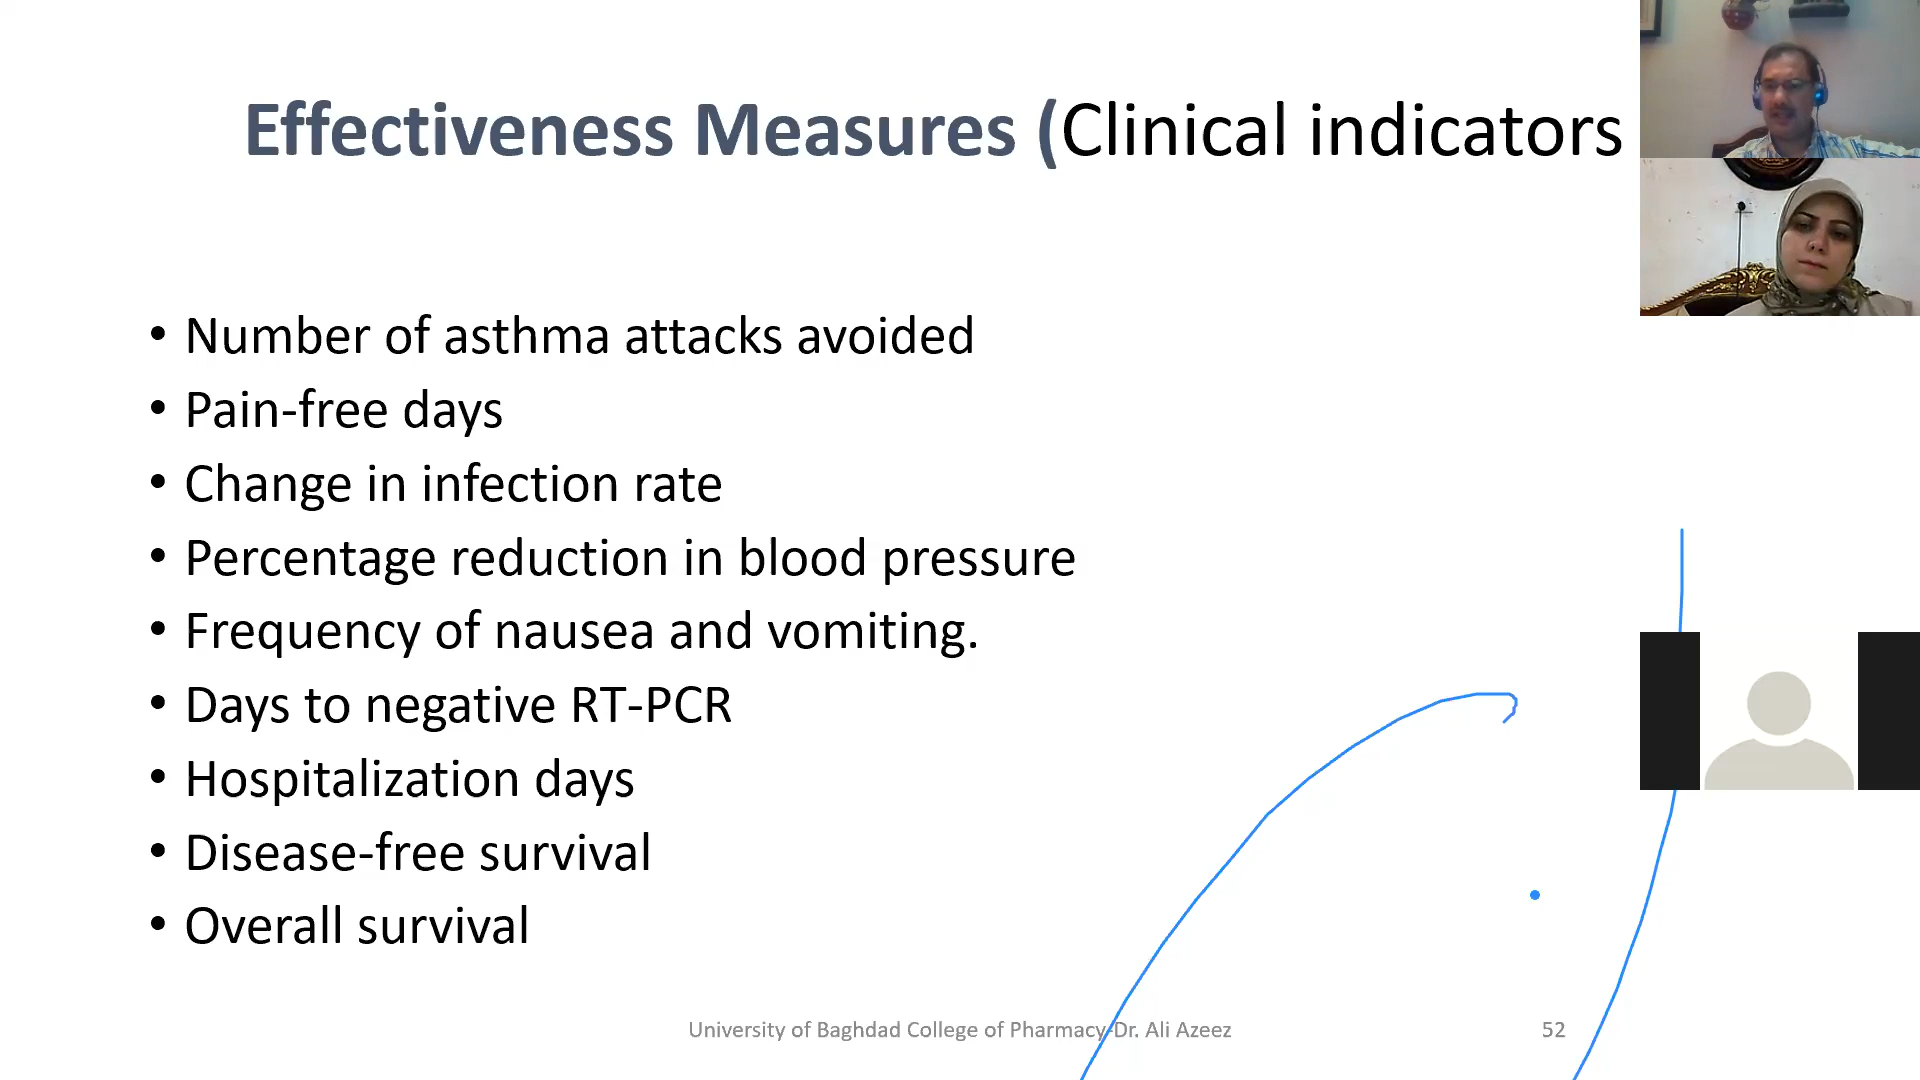 Effectiveness Measures (Clinical indicators
• Number of asthma attacks avoided
• Pain-free days
• Change in infection rate
• Percentage reduction in blood pressure
• Frequency of nausea and vomiting.
• Days to negative RT-PCR
• Hospitalization days
• Disease-free survival
• Overall survival
University of Baghdad College of Pharmacy-Dr. Ali Azeez
52